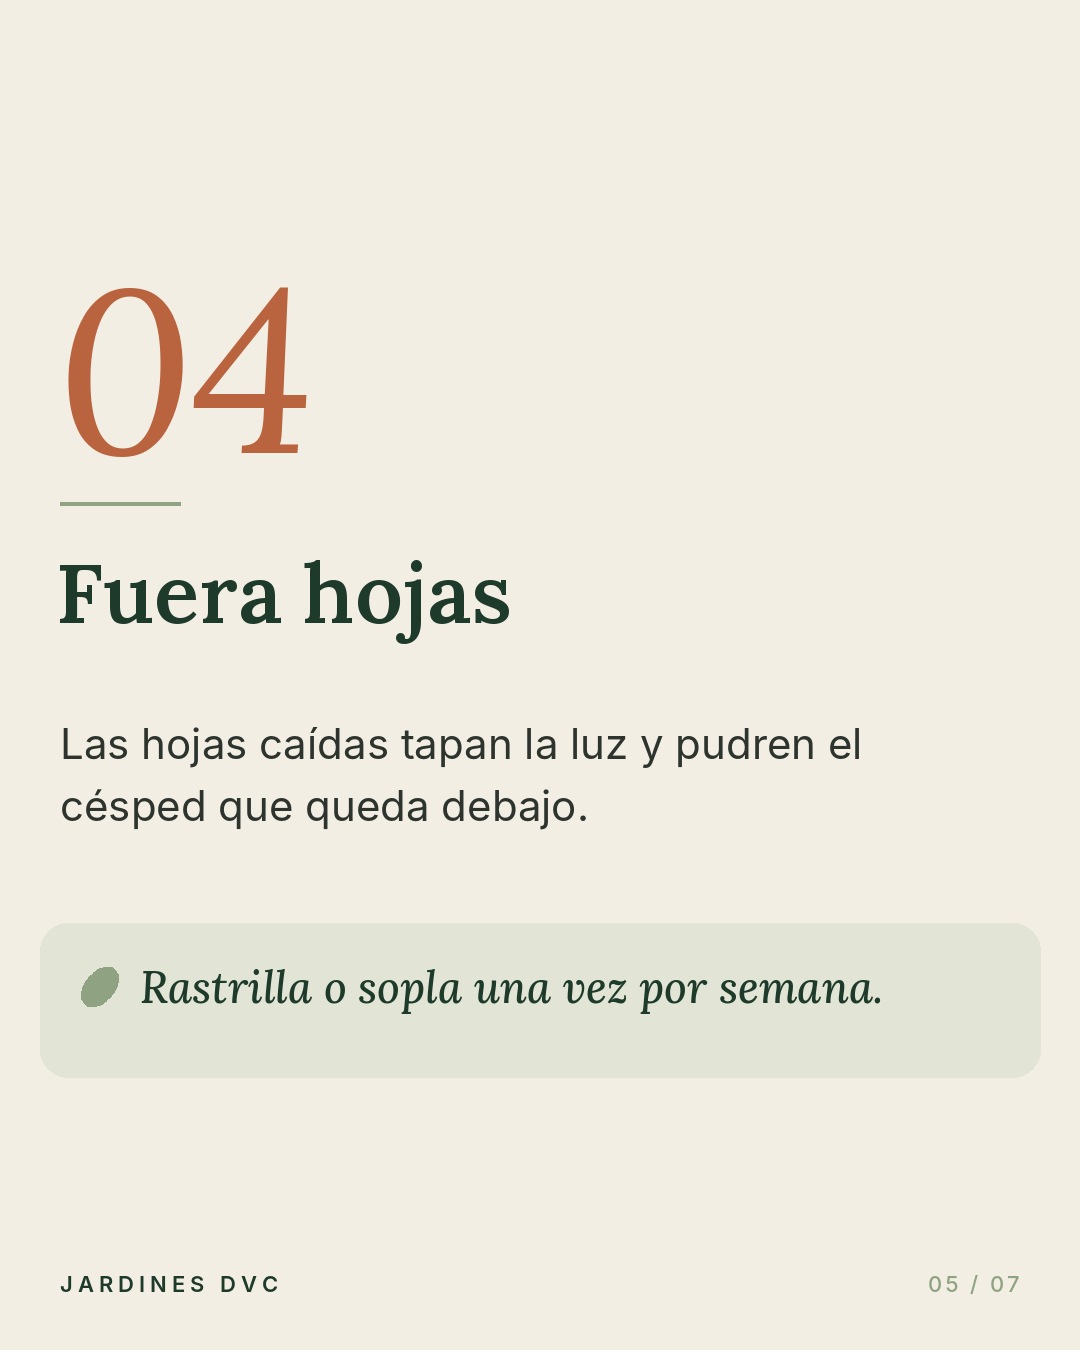 04
Fuera hojas
Las hojas caídas tapan la luz y pudren el
césped que queda debajo.
Rastrilla o sopla una vez por semana.
JARDINES DVC
05 / 07